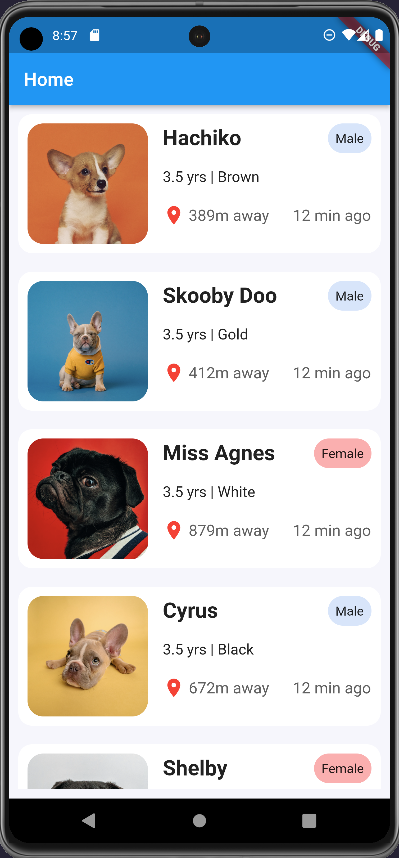 8:57
DEBUG
Home
Hachiko
Male
3.5 yrs | Brown
389m away 12 min ago
Skooby Doo
Male
3.5 yrs | Gold
412m away 12 min ago
Miss Agnes
Female
3.5 yrs | White
879m away 12 min ago
Cyrus
Male
3.5 yrs | Black
672m away 12 min ago
Shelby
Female